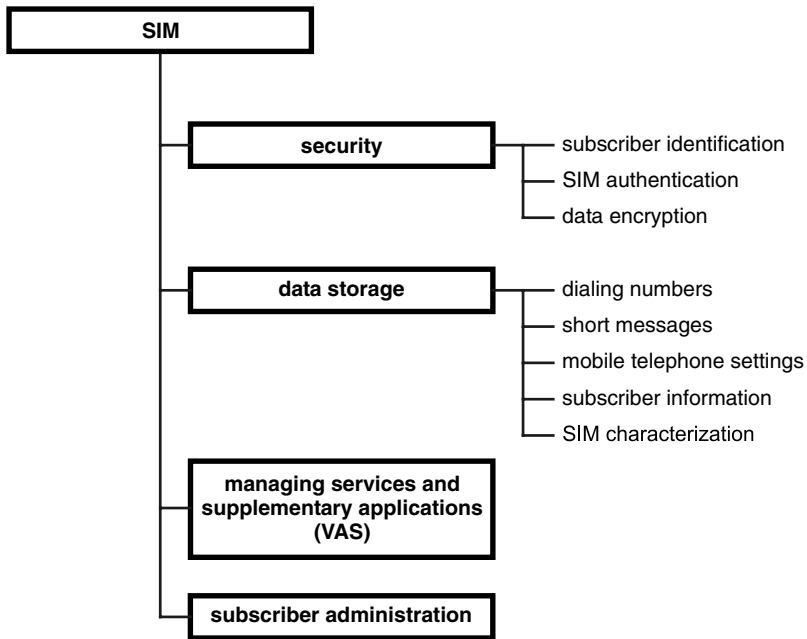 SIM
security
subscriber identification
SIM authentication
data encryption
data storage
dialing numbers
short messages
mobile telephone settings
subscriber information
SIM characterization
managing services and
supplementary applications
(VAS)
subscriber administration